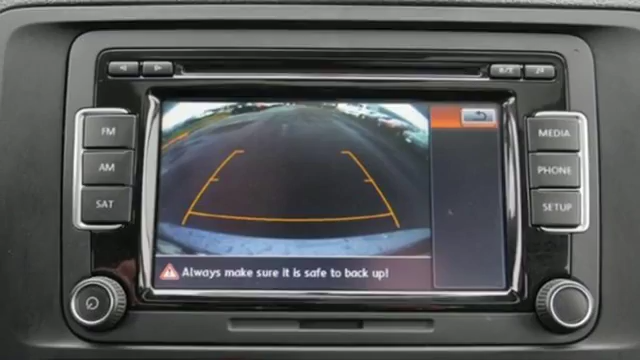 FM
MEDIA
AM
PHONE
SAT
SETUP
Always make sure it is safe to back up!